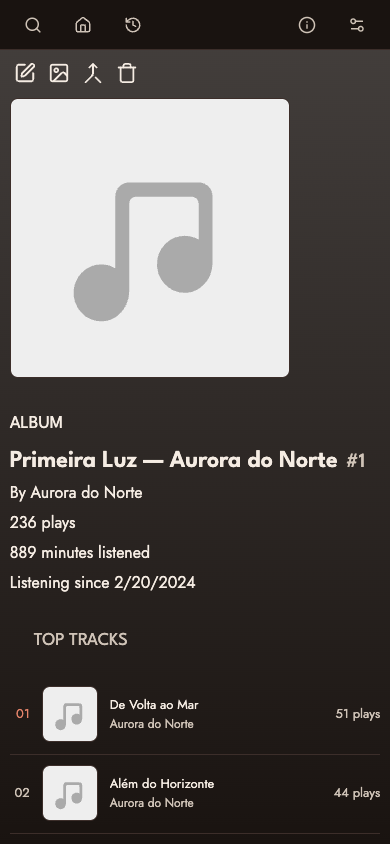 ALBUM
Primeira Luz — Aurora do Norte #1
By Aurora do Norte
236 plays
889 minutes listened
Listening since 2/20/2024
TOP TRACKS
01 De Volta ao Mar 51 plays
Aurora do Norte
02 Além do Horizonte 44 plays
Aurora do Norte